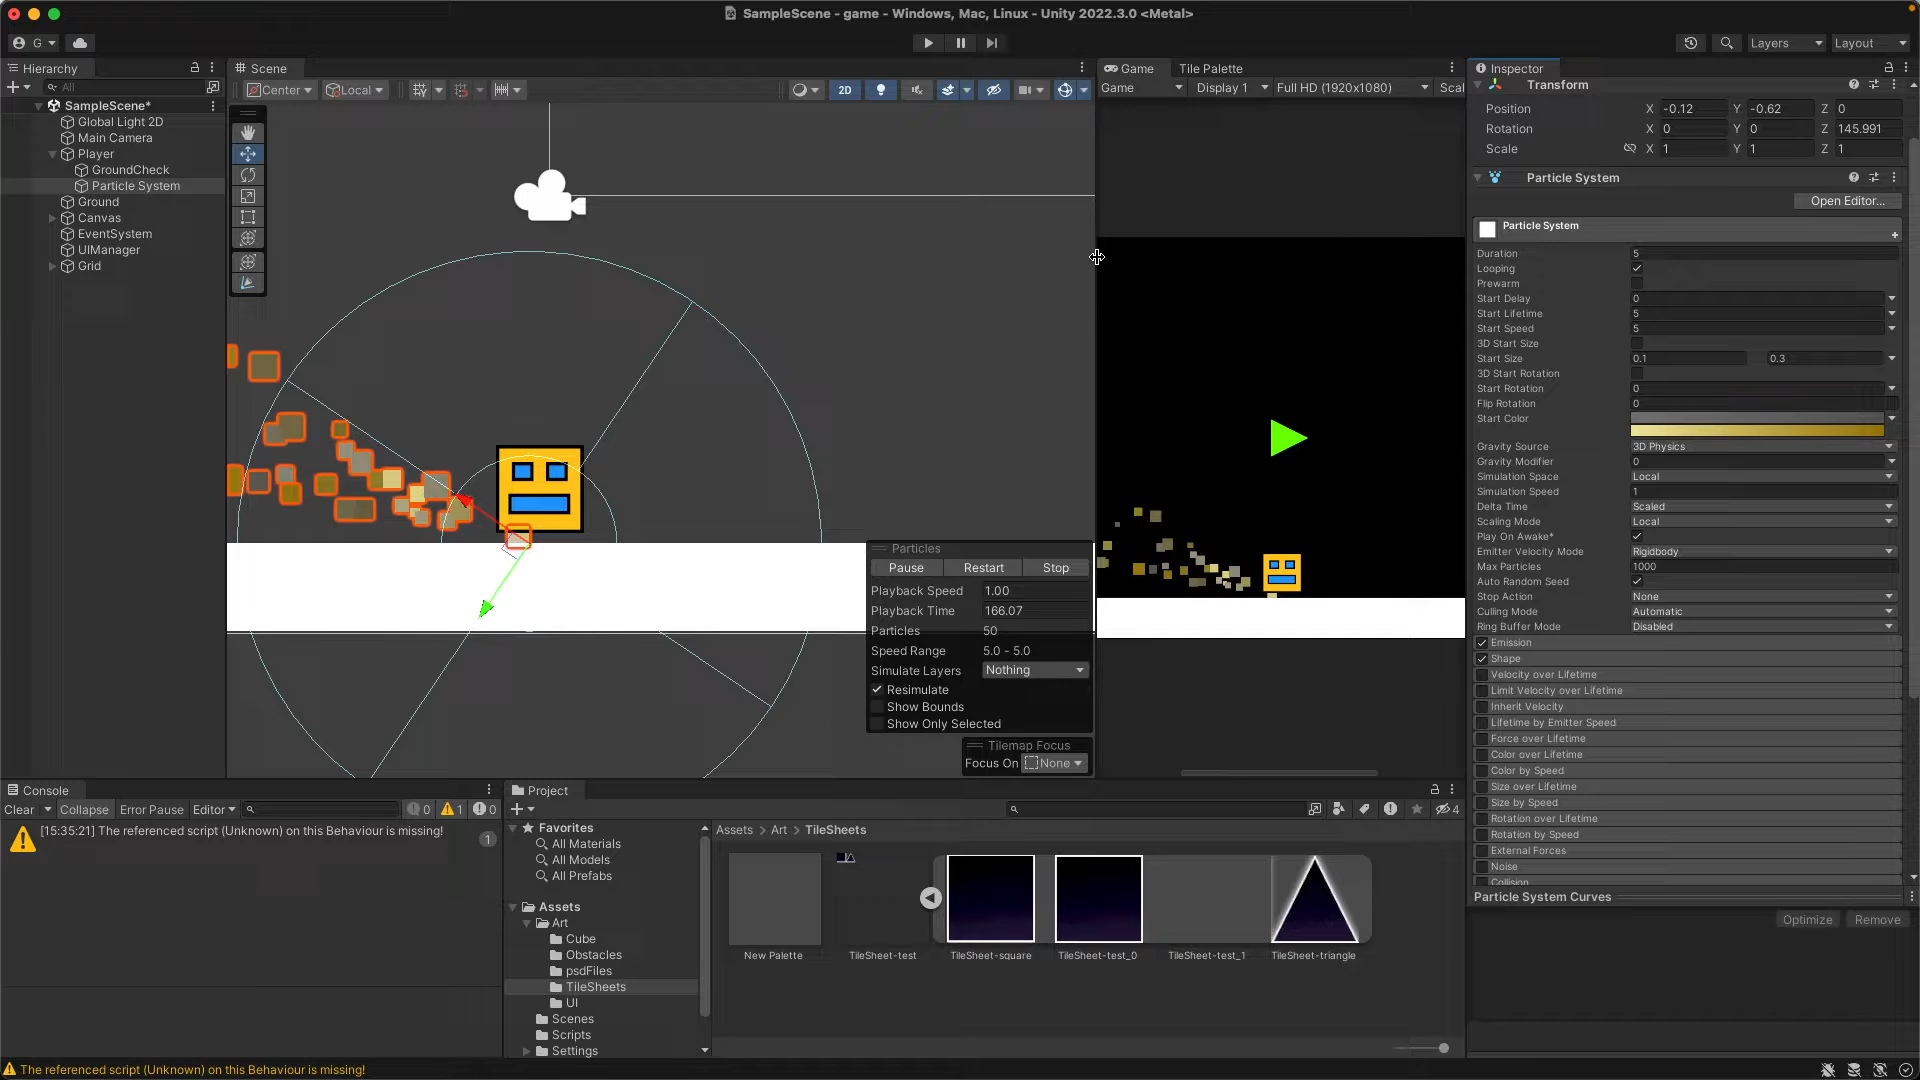 SampleScene - game - Windows, Mac, Linux - Unity 2022.3.0 <Metal>
G
Layers
Layout
Hierarchy
All
SampleScene*
Global Light 2D
Main Camera
Player
GroundCheck
Particle System
Ground
Canvas
EventSystem
UIManager
Grid
Scene
Center
Local
2D
Particles
Pause Restart Stop
Playback Speed 1.00
Playback Time 166.07
Particles 50
Speed Range 5.0 - 5.0
Simulate Layers Nothing
Resimulate
Show Bounds
Show Only Selected
Tilemap Focus
Focus On None
Game Tile Palette
Game Display 1 Full HD (1920x1080) Scal
Inspector
Transform
Position X -0.12 Y -0.62 Z 0
Rotation X 0 Y 0 Z 145.991
Scale X 1 Y 1 Z 1
Particle System
Open Editor...
Particle System
Duration 5
Looping
Prewarm
Start Delay 0
Start Lifetime 5
Start Speed 5
3D Start Size
Start Size 0.1 0.3
3D Start Rotation
Start Rotation 0
Flip Rotation 0
Start Color
Gravity Source 3D Physics
Gravity Modifier 0
Simulation Space Local
Simulation Speed 1
Delta Time Scaled
Scaling Mode Local
Play On Awake*
Emitter Velocity Mode Rigidbody
Max Particles 1000
Auto Random Seed
Stop Action None
Culling Mode Automatic
Ring Buffer Mode Disabled
Emission
Shape
Velocity over Lifetime
Limit Velocity over Lifetime
Inherit Velocity
Lifetime by Emitter Speed
Force over Lifetime
Color over Lifetime
Color by Speed
Size over Lifetime
Size by Speed
Rotation over Lifetime
Rotation by Speed
External Forces
Noise
Collision
Particle System Curves
Optimize Remove
Console
Clear Collapse Error Pause Editor 0 1 0
[15:35:21] The referenced script (Unknown) on this Behaviour is missing!
1
Project
4
Favorites
All Materials
All Models
All Prefabs
Assets
Art
Cube
Obstacles
psdFiles
TileSheets
UI
Scenes
Scripts
Settings
Assets > Art > TileSheets
New Palette
TileSheet-test
TileSheet-square
TileSheet-test_0
TileSheet-test_1
TileSheet-triangle
The referenced script (Unknown) on this Behaviour is missing!